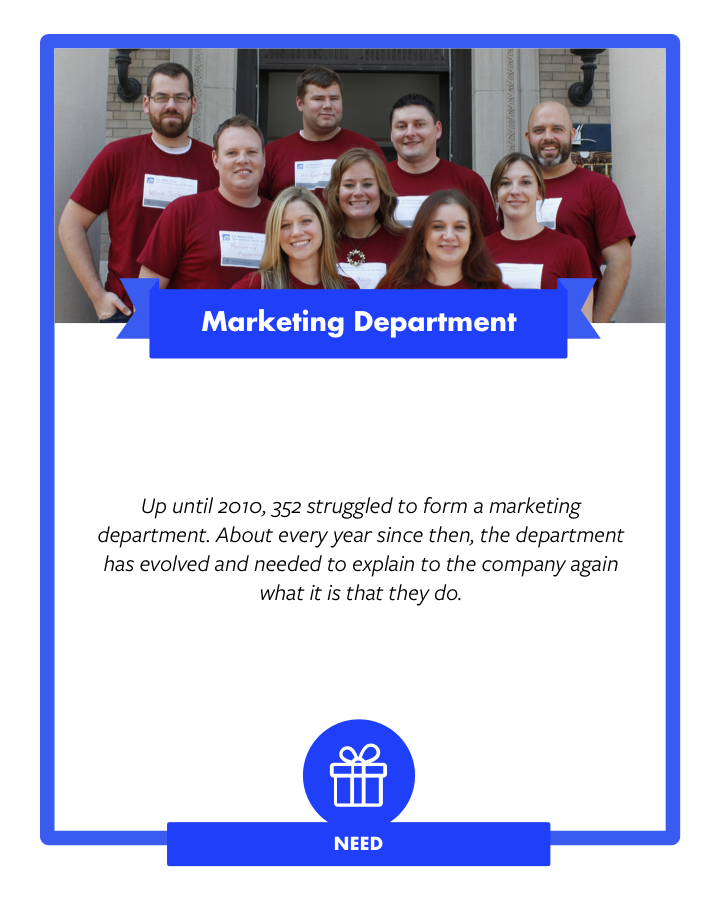 Marketing Department
Up until 2010, 352 struggled to form a marketing
department. About every year since then, the department
has evolved and needed to explain to the company again
what it is that they do.
NEED